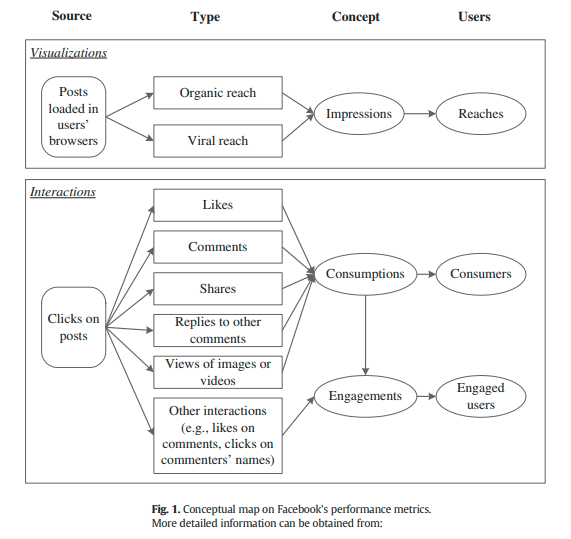 Source Type Concept Users
Visualizations
Posts
loaded in
users'
browsers
Organic reach
Viral reach
Impressions
Reaches
Interactions
Clicks on
posts
Likes
Comments
Shares
Replies to other
comments
Views of images or
videos
Other interactions
(e.g., likes on
comments, clicks on
commenters' names)
Consumptions
Consumers
Engagements
Engaged
users
Fig. 1. Conceptual map on Facebook's performance metrics.
More detailed information can be obtained from: